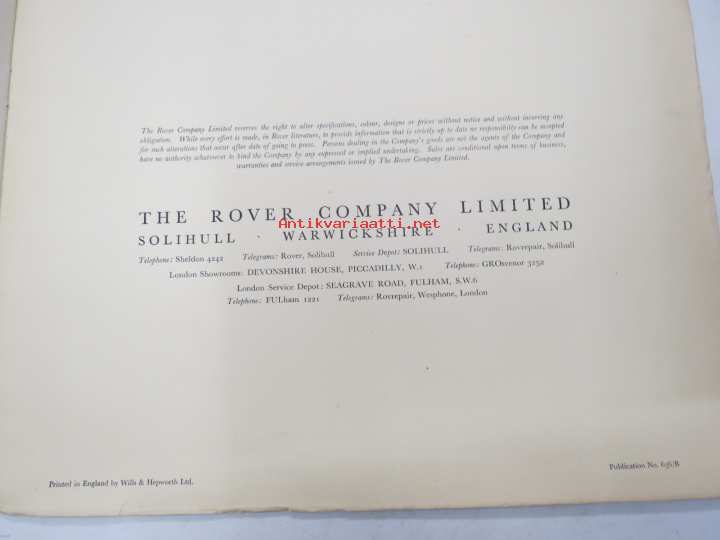 The Rover Company Limited reserves the right to alter specifications, colour, designs or prices without notice and without incurring any
obligation. While every effort is made, in Rover literature, to provide information that is strictly up to date no responsibility can be accepted
for such alterations that occur after date of going to press. Persons dealing in the Company's goods are not the agents of the Company and
have no authority whatsoever to bind the Company by any expressed or implied undertaking. Sales are conditional upon terms of business,
warranties and service arrangements issued by The Rover Company Limited.
THE ROVER COMPANY LIMITED
Antikvariaatti.net
SOLIHULL · WARWICKSHIRE · ENGLAND
Telephone: Sheldon 4242 Telegrams: Rover, Solihull Service Depot: SOLIHULL Telegrams: Roverepair, Solihull
London Showrooms: DEVONSHIRE HOUSE, PICCADILLY, W.1 Telephone: GROsvenor 3252
London Service Depot: SEAGRAVE ROAD, FULHAM, S.W.6
Telephone: FULham 1221 Telegrams: Rovrepair, Wesphone, London
Publication No. 696/B
Printed in England by Wills & Hepworth Ltd.